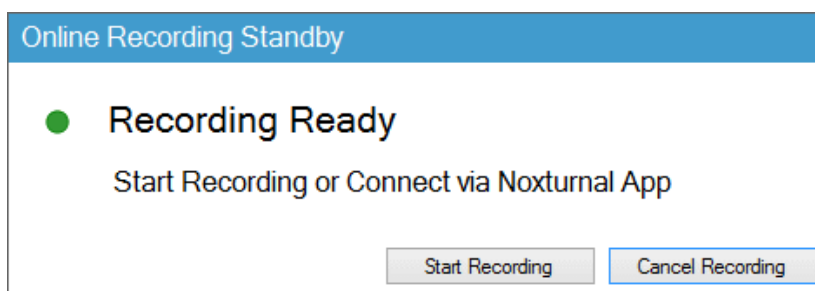 Online Recording Standby
Recording Ready
Start Recording or Connect via Noxturnal App
Start Recording Cancel Recording